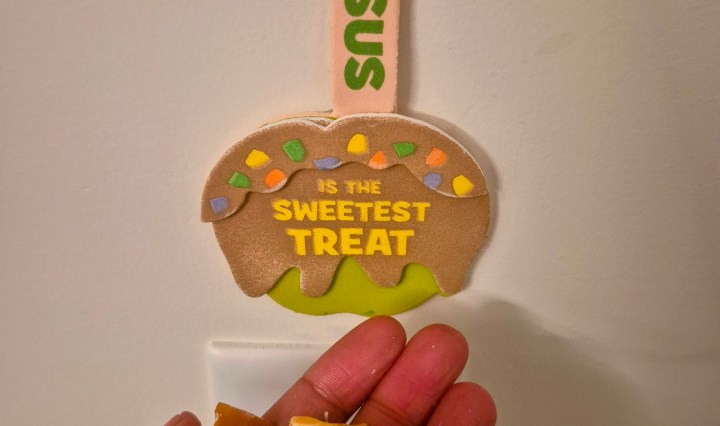 SUS
IS THE
SWEETEST
TREAT